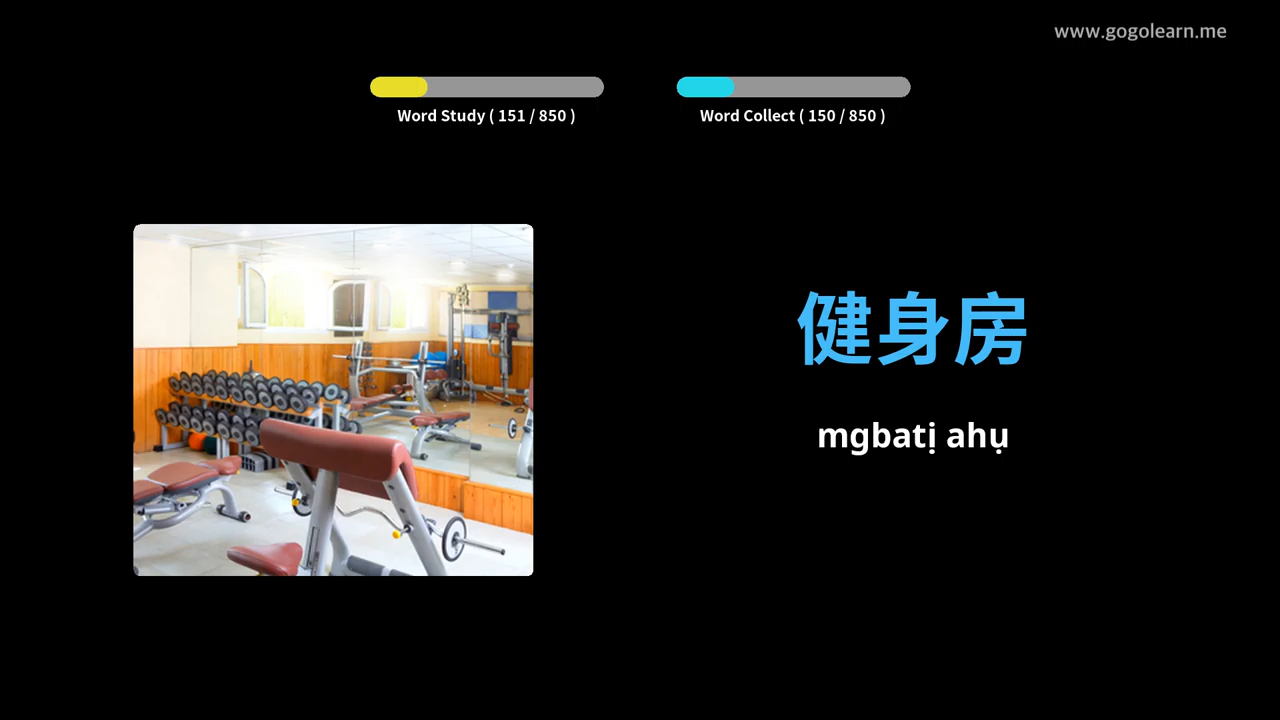 www.gogolearn.me
Word Study ( 151 / 850 )
Word Collect ( 150 / 850 )
健身房
mgbatị ahụ